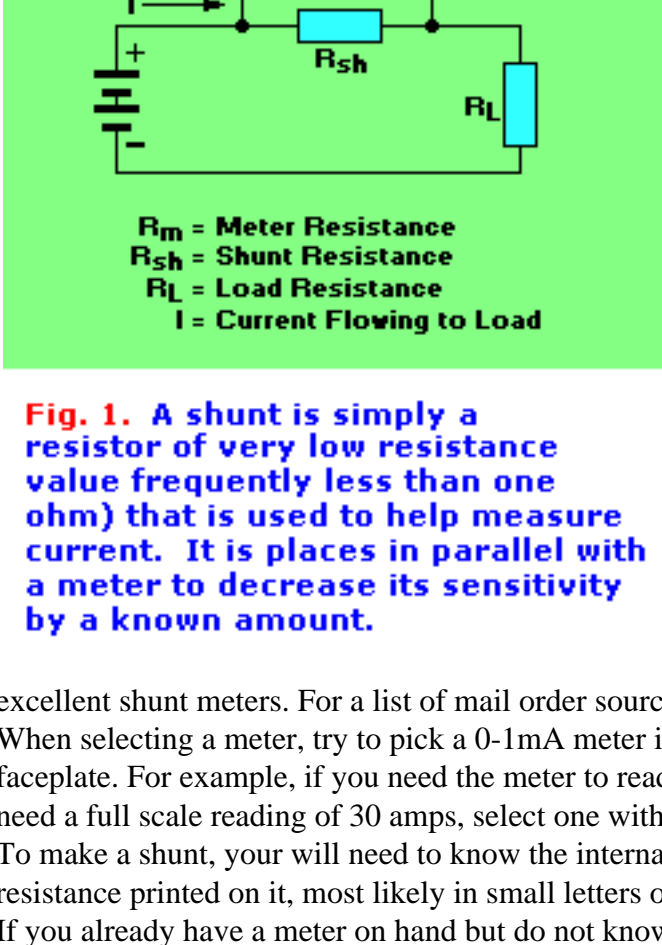 +
Rsh
RL
Rm = Meter Resistance
Rsh = Shunt Resistance
RL = Load Resistance
I = Current Flowing to Load
Fig. 1. A shunt is simply a
resistor of very low resistance
value frequently less than one
ohm) that is used to help measure
current. It is places in parallel with
a meter to decrease its sensitivity
by a known amount.
excellent shunt meters. For a list of mail order sourc
When selecting a meter, try to pick a 0-1mA meter i
faceplate. For example, if you need the meter to read
need a full scale reading of 30 amps, select one with
To make a shunt, your will need to know the interna
resistance printed on it, most likely in small letters o
If you already have a meter on hand but do not know